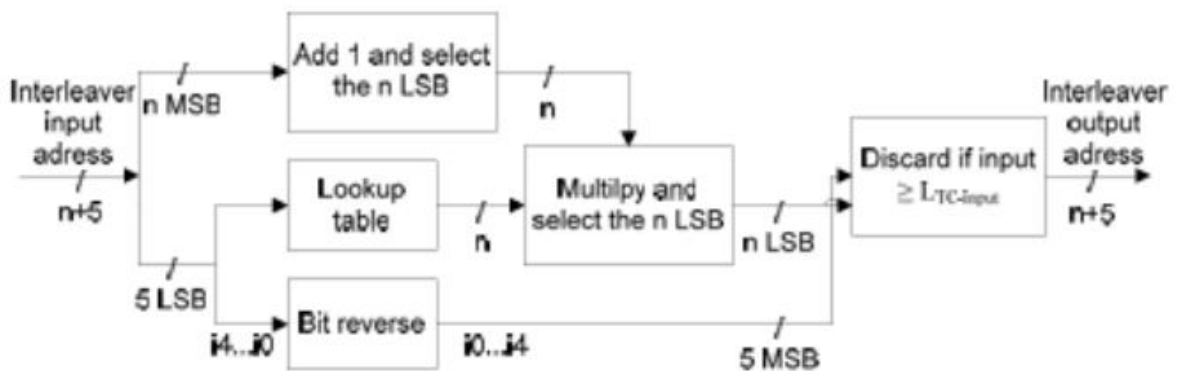 Interleaver
input
adress
n+5
n MSB
5 LSB
i4...i0
Add 1 and select
the n LSB
n
Lookup
table
n
Bit reverse
i0...i4
Multilpy and
select the n LSB
n LSB
5 MSB
Discard if input
≥ LTC-input
Interleaver
output
adress
n+5